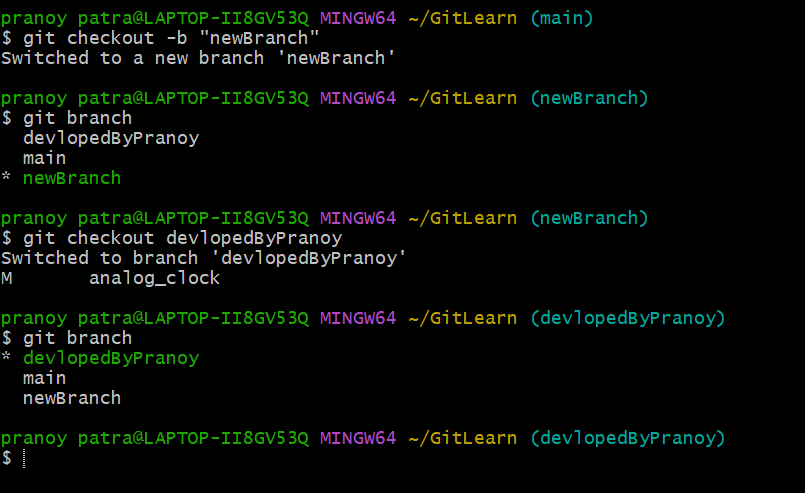 pranoy patra@LAPTOP-II8GV53Q MINGW64 ~/GitLearn (main)
$ git checkout -b "newBranch"
Switched to a new branch 'newBranch'
pranoy patra@LAPTOP-II8GV53Q MINGW64 ~/GitLearn (newBranch)
$ git branch
  devlopedByPranoy
  main
* newBranch
pranoy patra@LAPTOP-II8GV53Q MINGW64 ~/GitLearn (newBranch)
$ git checkout devlopedByPranoy
Switched to branch 'devlopedByPranoy'
M       analog_clock
pranoy patra@LAPTOP-II8GV53Q MINGW64 ~/GitLearn (devlopedByPranoy)
$ git branch
* devlopedByPranoy
  main
  newBranch
pranoy patra@LAPTOP-II8GV53Q MINGW64 ~/GitLearn (devlopedByPranoy)
$